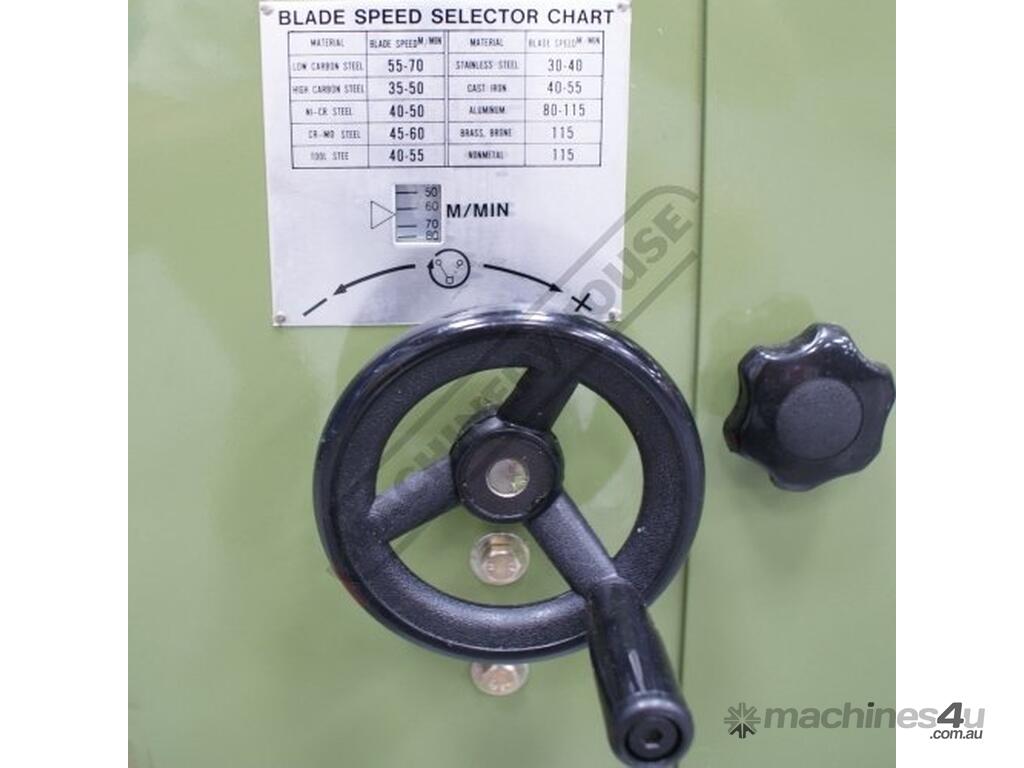 BLADE SPEED SELECTOR CHART
MATERIAL BLADE SPEED M/MIN MATERIAL BLADE SPEED M/MIN
LOW CARBON STEEL 55-70 STAINLESS STEEL 30-40
HIGH CARBON STEEL 35-50 CAST IRON 40-55
NI-CR STEEL 40-50 ALUMINUM 80-115
CR-MO STEEL 45-60 BRASS, BRONE 115
TOOL STEE 40-55 NONMETAL 115
50
60 M/MIN
70
80
- +
MACHINERY HOUSE
machines4u
.com.au